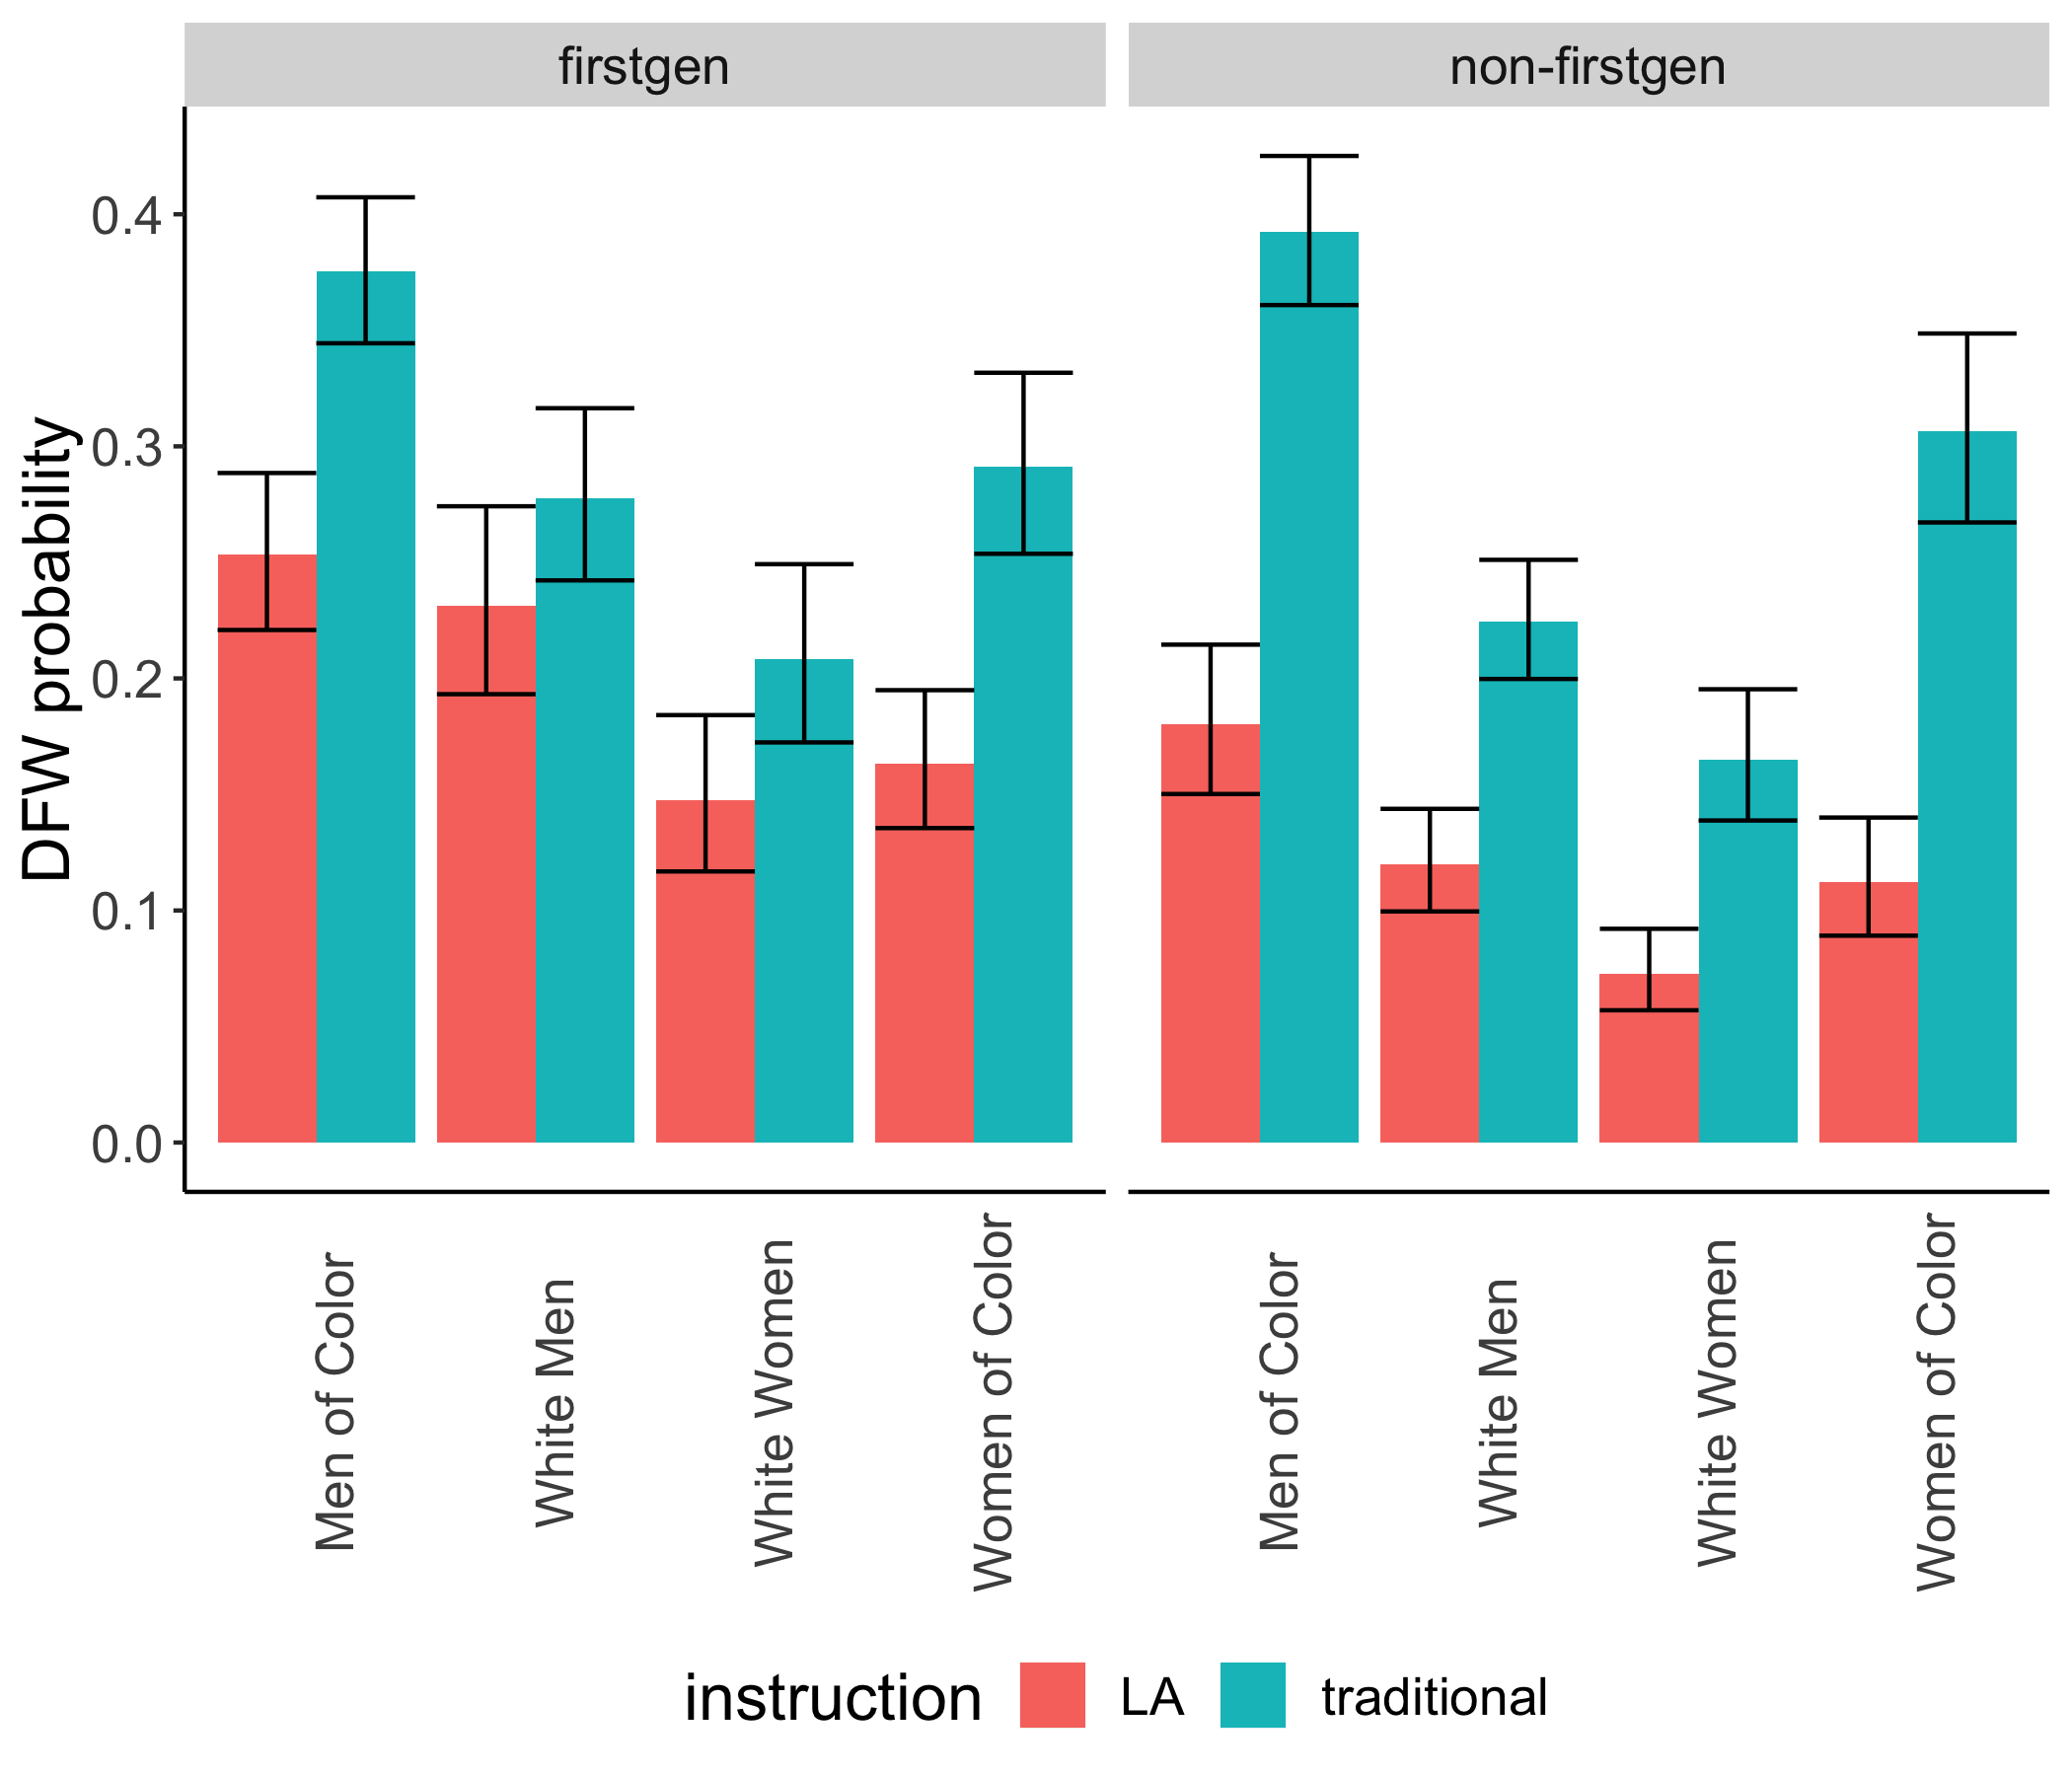 firstgen
non-firstgen
DFW probability
0.4
0.3
0.2
0.1
0.0
Men of Color
White Men
White Women
Women of Color
Men of Color
White Men
White Women
Women of Color
instruction LA traditional